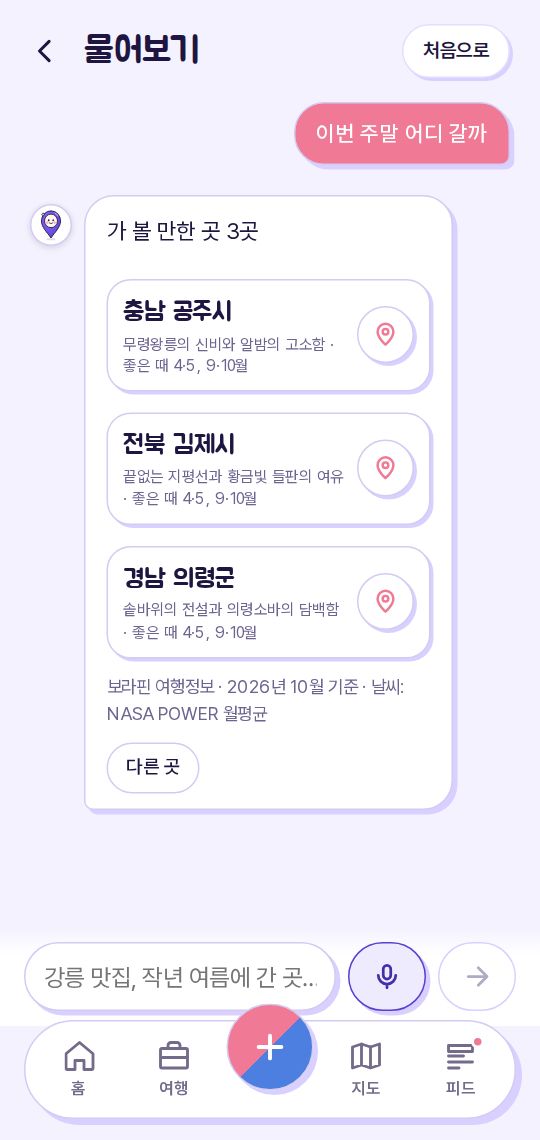 물어보기
처음으로
이번 주말 어디 갈까
가 볼 만한 곳 3곳
충남 공주시
무령왕릉의 신비와 알밤의 고소함 ·
좋은 때 4·5, 9·10월
전북 김제시
끝없는 지평선과 황금빛 들판의 여유
· 좋은 때 4·5, 9·10월
경남 의령군
솥바위의 전설과 의령소바의 담백함
· 좋은 때 4·5, 9·10월
보라핀 여행정보 · 2026년 10월 기준 · 날씨:
NASA POWER 월평균
다른 곳
강릉 맛집, 작년 여름에 간 곳...
홈
여행
지도
피드